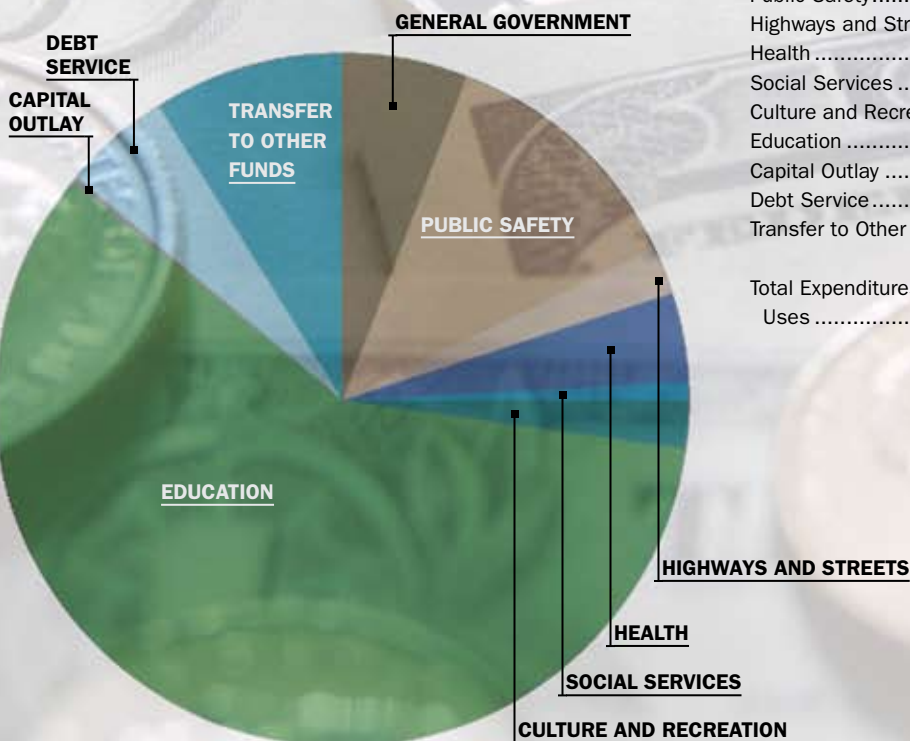 GENERAL GOVERNMENT
DEBT
SERVICE
CAPITAL
OUTLAY
TRANSFER
TO OTHER
FUNDS
PUBLIC SAFETY
EDUCATION
HIGHWAYS AND STREETS
HEALTH
SOCIAL SERVICES
CULTURE AND RECREATION
Public Safety
Highways and Str
Health ...............
Social Services ..
Culture and Recre
Education ..........
Capital Outlay ....
Debt Service......
Transfer to Other
Total Expenditure
Uses ...............